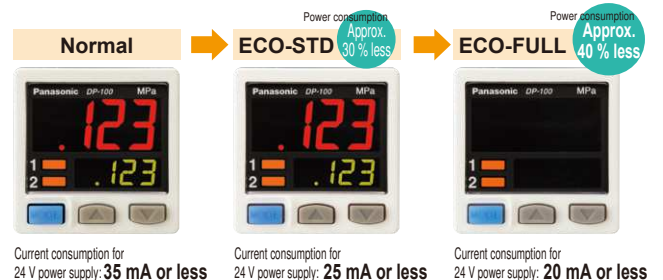 Normal
Power consumption
Approx.
30 % less
ECO-STD
Power consumption
Approx.
40 % less
ECO-FULL
Panasonic DP-100 MPa
.123
1
2
.123
Panasonic DP-100 MPa
.123
1
2
.123
Panasonic DP-100 MPa
1
2
Current consumption for
24 V power supply: 35 mA or less
Current consumption for
24 V power supply: 25 mA or less
Current consumption for
24 V power supply: 20 mA or less